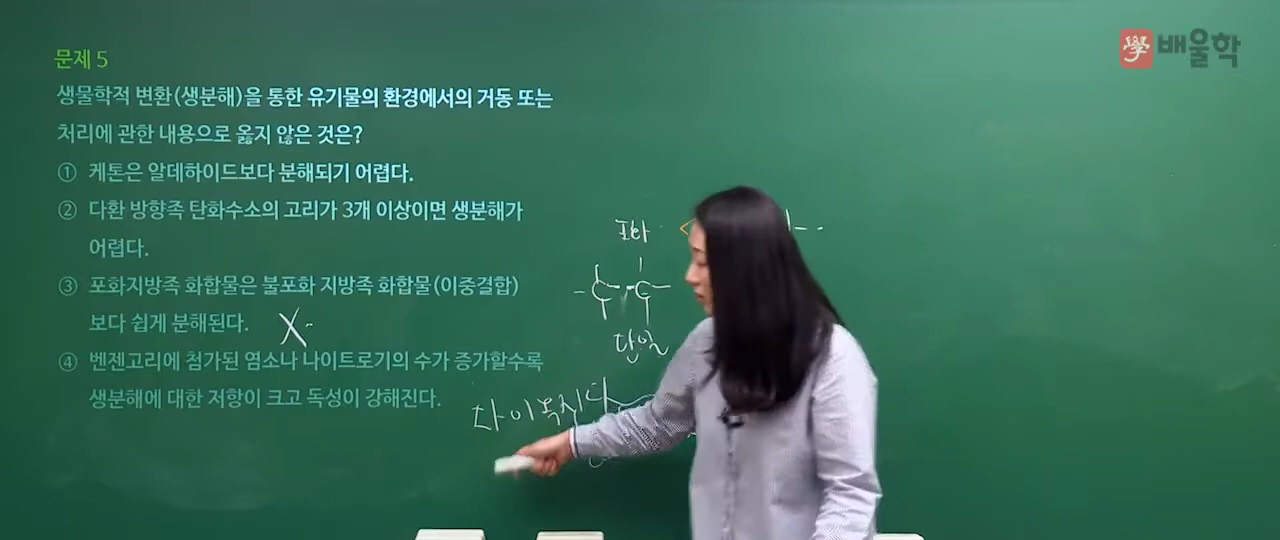 學배울학
문제 5
생물학적 변환(생분해)을 통한 유기물의 환경에서의 거동 또는
처리에 관한 내용으로 옳지 않은 것은?
① 케톤은 알데하이드보다 분해되기 어렵다.
② 다환 방향족 탄화수소의 고리가 3개 이상이면 생분해가
어렵다.
③ 포화지방족 화합물은 불포화 지방족 화합물(이중결합)
보다 쉽게 분해된다. X
④ 벤젠고리에 첨가된 염소나 나이트로기의 수가 증가할수록
생분해에 대한 저항이 크고 독성이 강해진다.
포화
C C
단일